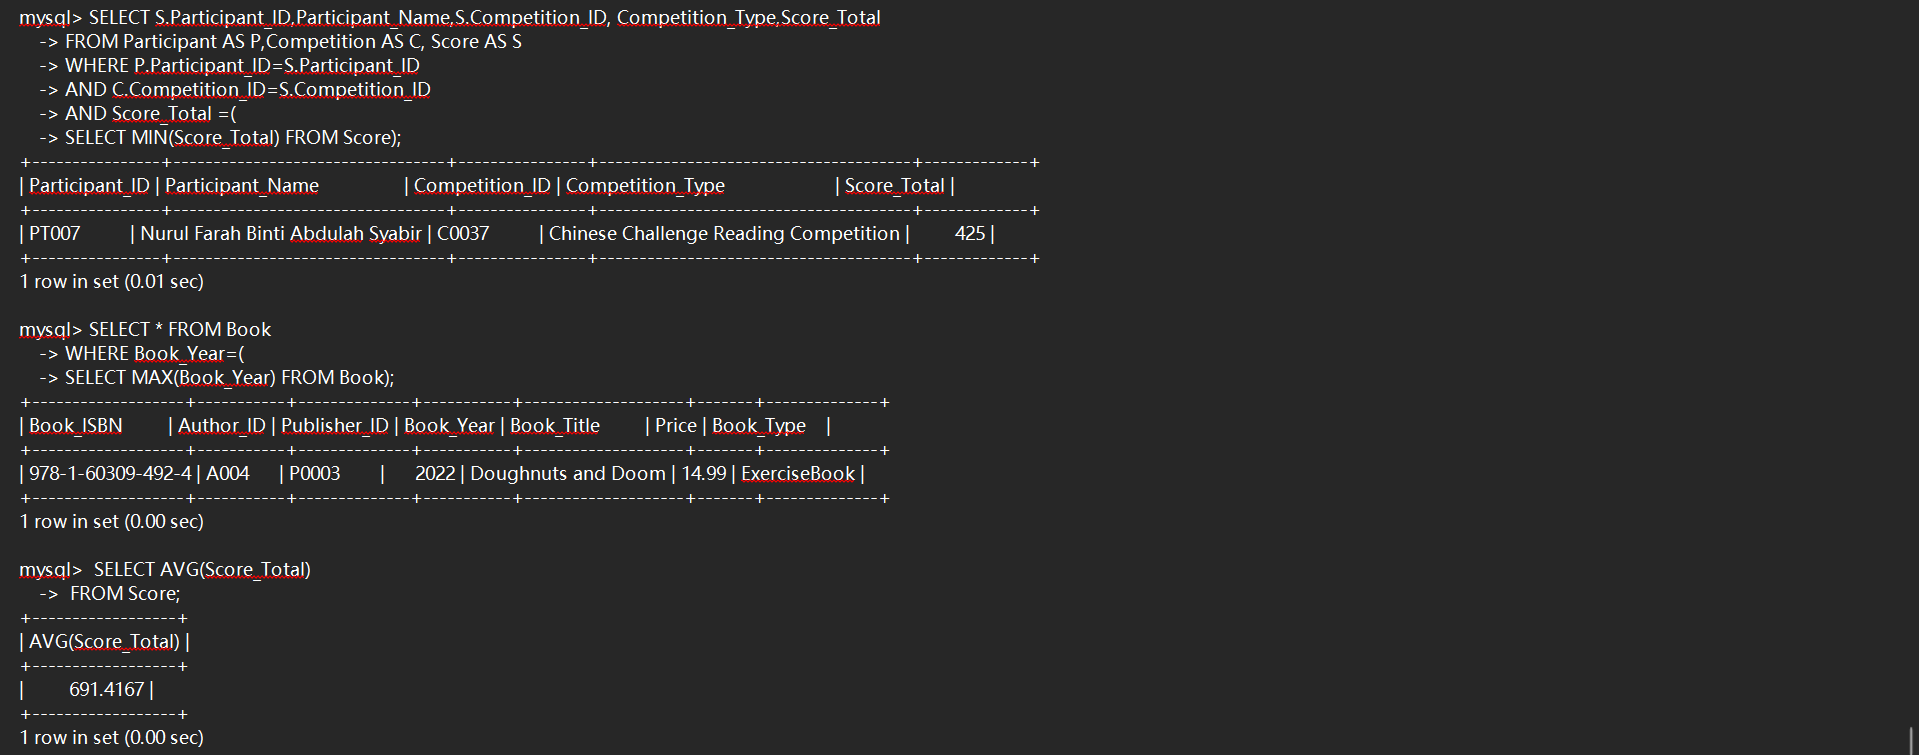 mysql> SELECT S.Participant_ID,Participant_Name,S.Competition_ID, Competition_Type,Score_Total
-> FROM Participant AS P,Competition AS C, Score AS S
-> WHERE P.Participant_ID=S.Participant_ID
-> AND C.Competition_ID=S.Competition_ID
-> AND Score_Total =(
-> SELECT MIN(Score_Total) FROM Score);
+----------------+----------------------------------+----------------+---------------------------------------+-------------+
| Participant_ID | Participant_Name | Competition_ID | Competition_Type | Score_Total |
+----------------+----------------------------------+----------------+---------------------------------------+-------------+
| PT007 | Nurul Farah Binti Abdulah Syabir | C0037 | Chinese Challenge Reading Competition | 425 |
+----------------+----------------------------------+----------------+---------------------------------------+-------------+
1 row in set (0.01 sec)
mysql> SELECT * FROM Book
-> WHERE Book_Year=(
-> SELECT MAX(Book_Year) FROM Book);
+-------------------+-----------+--------------+-----------+--------------------+-------+--------------+
| Book_ISBN | Author_ID | Publisher_ID | Book_Year | Book_Title | Price | Book_Type |
+-------------------+-----------+--------------+-----------+--------------------+-------+--------------+
| 978-1-60309-492-4 | A004 | P0003 | 2022 | Doughnuts and Doom | 14.99 | ExerciseBook |
+-------------------+-----------+--------------+-----------+--------------------+-------+--------------+
1 row in set (0.00 sec)
mysql> SELECT AVG(Score_Total)
-> FROM Score;
+------------------+
| AVG(Score_Total) |
+------------------+
| 691.4167 |
+------------------+
1 row in set (0.00 sec)